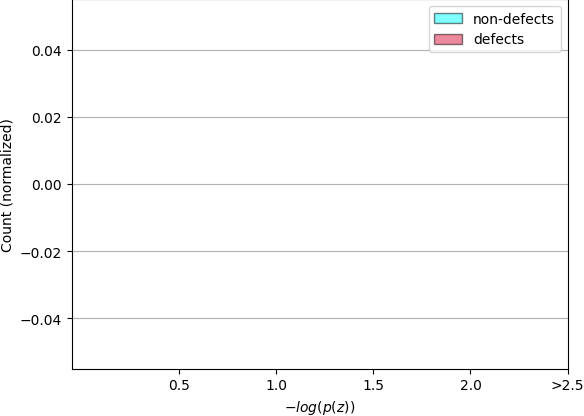 non-defects
defects
0.04
0.02
0.00
−0.02
−0.04
Count (normalized)
0.5 1.0 1.5 2.0 >2.5
−log(p(z))